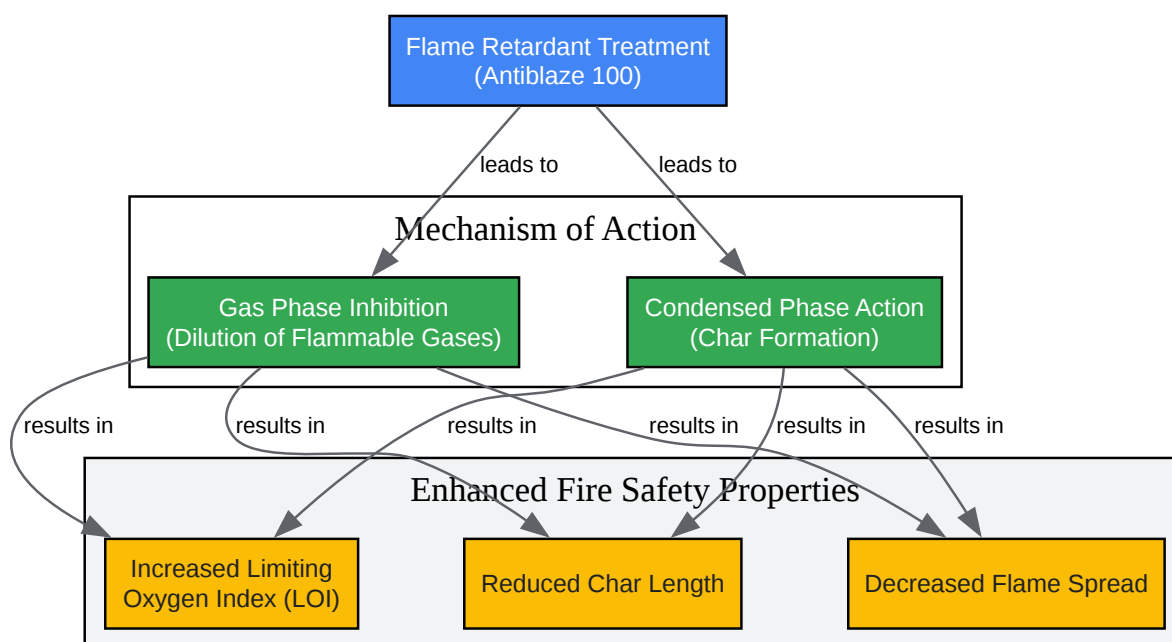 Flame Retardant Treatment
(Antiblaze 100)
leads to
leads to
Mechanism of Action
Gas Phase Inhibition
(Dilution of Flammable Gases)
Condensed Phase Action
(Char Formation)
results in
results in
results in
results in
results in
results in
Enhanced Fire Safety Properties
Increased Limiting
Oxygen Index (LOI)
Reduced Char Length
Decreased Flame Spread